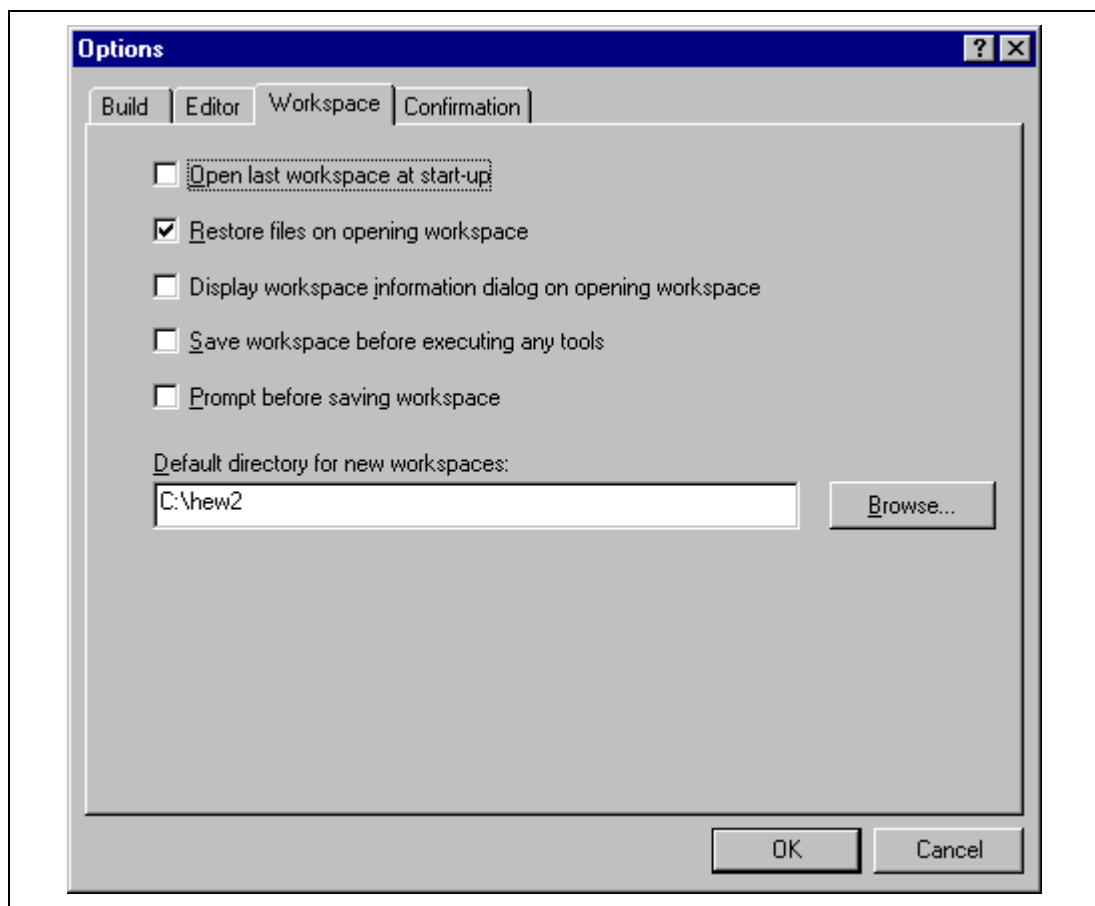 Options
Build Editor Workspace Confirmation
Open last workspace at start-up
Restore files on opening workspace
Display workspace information dialog on opening workspace
Save workspace before executing any tools
Prompt before saving workspace
Default directory for new workspaces:
C:\hew2 Browse...
OK Cancel